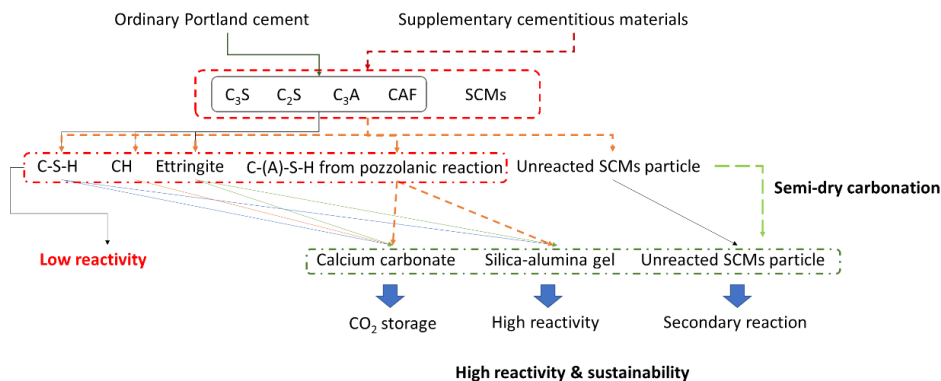 Ordinary Portland cement Supplementary cementitious materials
C₃S C₂S C₃A CAF SCMs
C-S-H CH Ettringite C-(A)-S-H from pozzolanic reaction Unreacted SCMs particle
Semi-dry carbonation
Low reactivity Calcium carbonate Silica-alumina gel Unreacted SCMs particle
CO₂ storage High reactivity Secondary reaction
High reactivity & sustainability